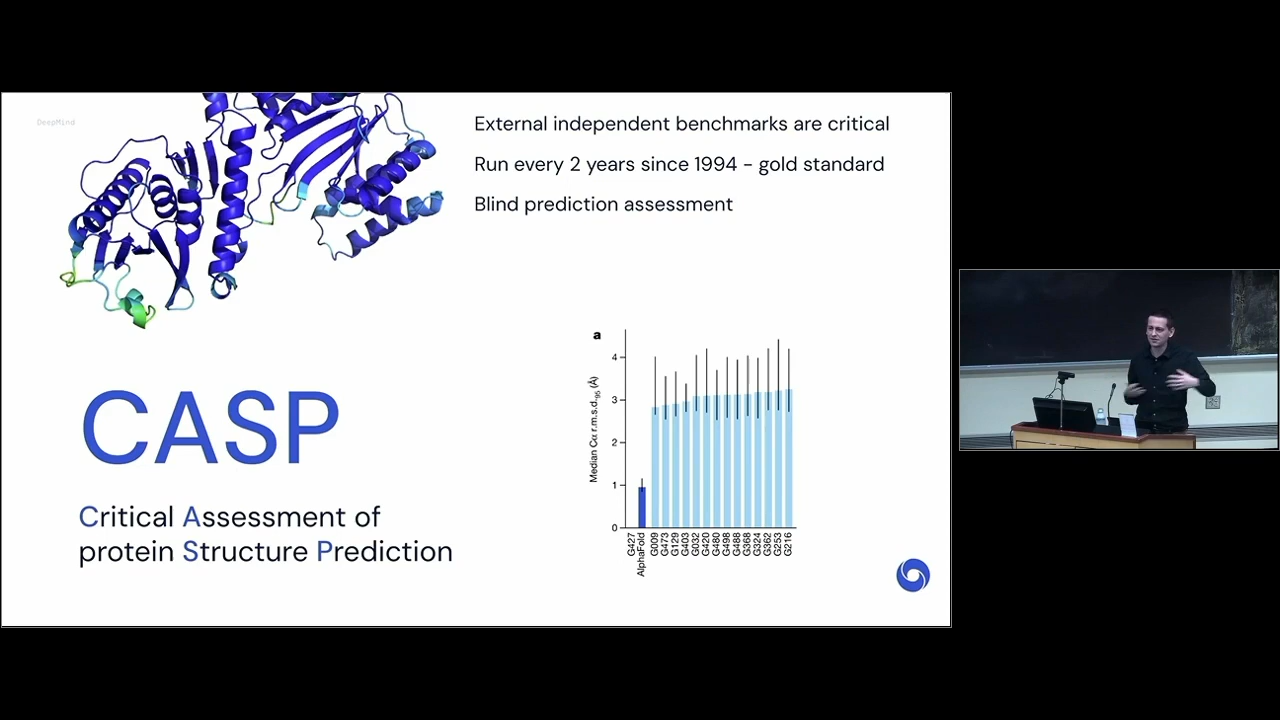 DeepMind
External independent benchmarks are critical
Run every 2 years since 1994 - gold standard
Blind prediction assessment
CASP
Critical Assessment of
protein Structure Prediction
a
Median Cα r.m.s.d.95 (Å)
4
3
2
1
0
G427
AlphaFold
G009
G473
G129
G403
G032
G420
G480
G498
G488
G368
G324
G362
G253
G216